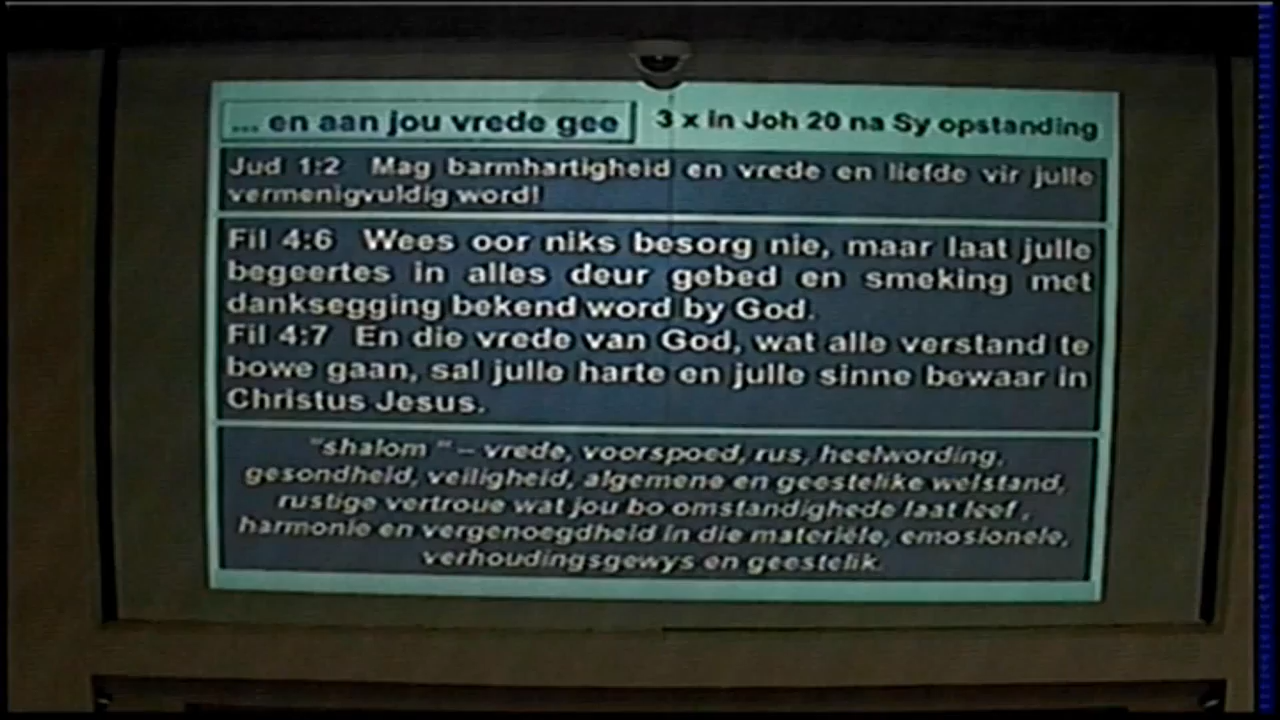 ... en aan jou vrede gee 3 x in Joh 20 na Sy opstanding
Jud 1:2 Mag barmhartigheid en vrede en liefde vir julle
vermenigvuldig word!
Fil 4:6 Wees oor niks besorg nie, maar laat julle
begeertes in alles deur gebed en smeking met
danksegging bekend word by God.
Fil 4:7 En die vrede van God, wat alle verstand te
bowe gaan, sal julle harte en julle sinne bewaar in
Christus Jesus.
"shalom " – vrede, voorspoed, rus, heelwording,
gesondheid, veiligheid, algemene en geestelike welstand,
rustige vertroue wat jou bo omstandighede laat leef,
harmonie en vergenoegdheid in die materiële, emosionele,
verhoudingsgewys en geestelik.